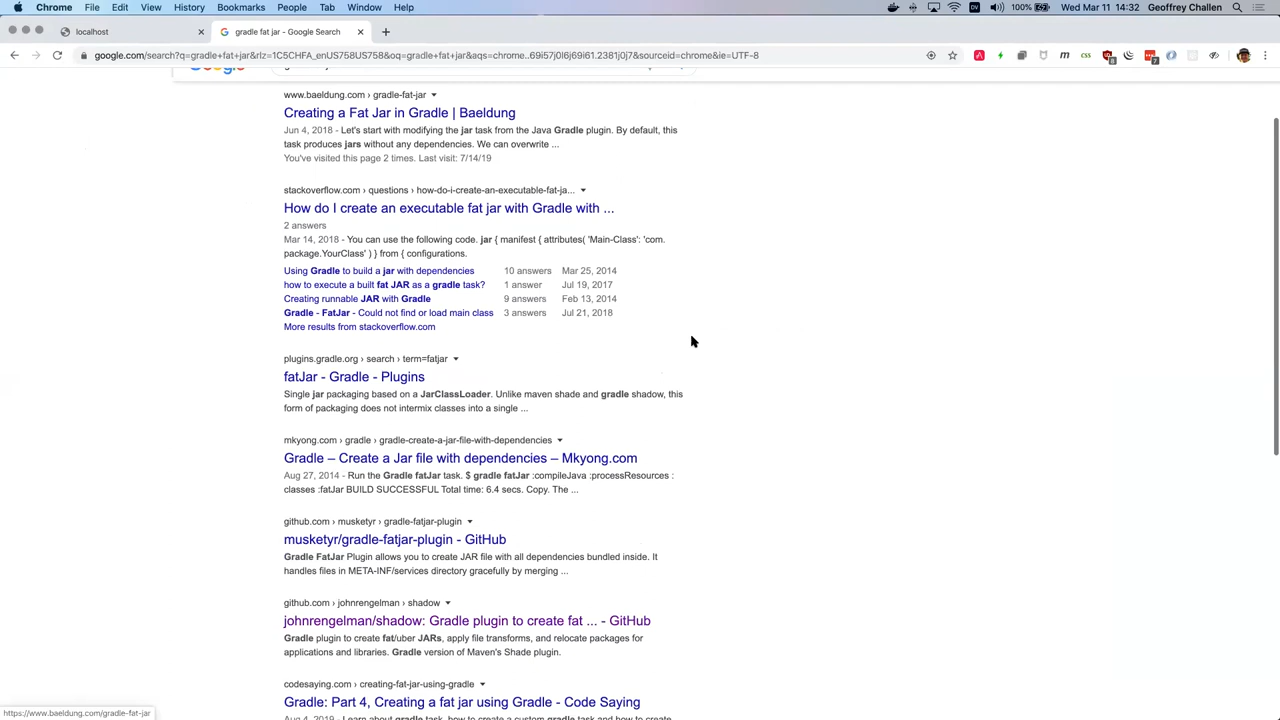 Chrome File Edit View History Bookmarks People Tab Window Help 100% Wed Mar 11 14:32 Geoffrey Challen
localhost
gradle fat jar - Google Search
google.com/search?q=gradle+fat+jar&rlz=1C5CHFA_enUS758US758&oq=gradle+fat+jar&aqs=chrome..69i57j0l6j69i61.2381j0j7&sourceid=chrome&ie=UTF-8
www.baeldung.com › gradle-fat-jar
Creating a Fat Jar in Gradle | Baeldung
Jun 4, 2018 - Let's start with modifying the jar task from the Java Gradle plugin. By default, this
task produces jars without any dependencies. We can overwrite ...
You've visited this page 2 times. Last visit: 7/14/19
stackoverflow.com › questions › how-do-i-create-an-executable-fat-ja...
How do I create an executable fat jar with Gradle with ...
2 answers
Mar 14, 2018 - You can use the following code. jar { manifest { attributes( 'Main-Class': 'com.
package.YourClass' ) } from { configurations.
Using Gradle to build a jar with dependencies 10 answers Mar 25, 2014
how to execute a built fat JAR as a gradle task? 1 answer Jul 19, 2017
Creating runnable JAR with Gradle 9 answers Feb 13, 2014
Gradle - FatJar - Could not find or load main class 3 answers Jul 21, 2018
More results from stackoverflow.com
plugins.gradle.org › search › term=fatjar
fatJar - Gradle - Plugins
Single jar packaging based on a JarClassLoader. Unlike maven shade and gradle shadow, this
form of packaging does not intermix classes into a single ...
mkyong.com › gradle › gradle-create-a-jar-file-with-dependencies
Gradle – Create a Jar file with dependencies – Mkyong.com
Aug 27, 2014 - Run the Gradle fatJar task. $ gradle fatJar :compileJava :processResources :
classes :fatJar BUILD SUCCESSFUL Total time: 6.4 secs. Copy. The ...
github.com › musketyr › gradle-fatjar-plugin
musketyr/gradle-fatjar-plugin - GitHub
Gradle FatJar Plugin allows you to create JAR file with all dependencies bundled inside. It
handles files in META-INF/services directory gracefully by merging ...
github.com › johnrengelman › shadow
johnrengelman/shadow: Gradle plugin to create fat ... - GitHub
Gradle plugin to create fat/uber JARs, apply file transforms, and relocate packages for
applications and libraries. Gradle version of Maven's Shade plugin.
codesaying.com › creating-fat-jar-using-gradle
Gradle: Part 4, Creating a fat jar using Gradle - Code Saying
Aug 4, 2019 - Learn about gradle task, how to create a custom gradle task and how to create
https://www.baeldung.com/gradle-fat-jar